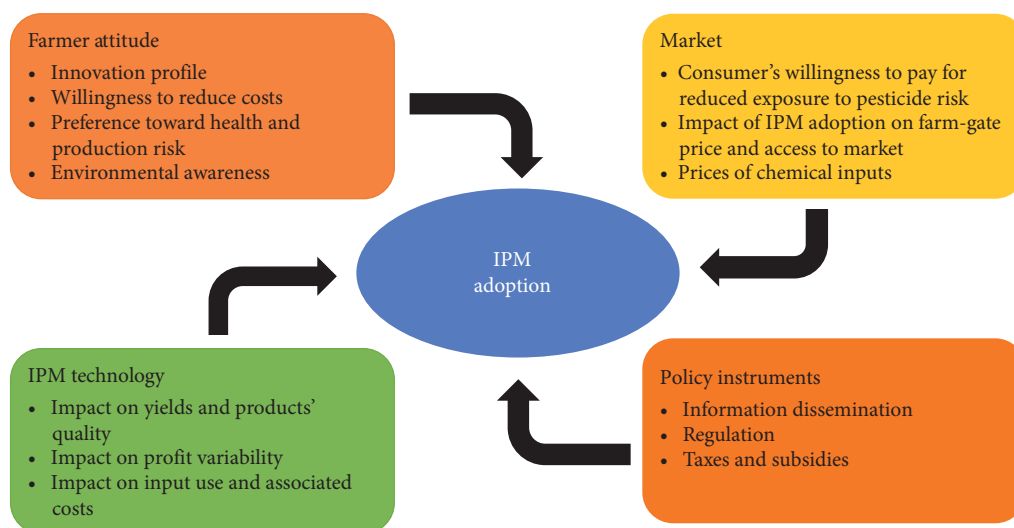 Farmer attitude
• Innovation profile
• Willingness to reduce costs
• Preference toward health and
production risk
• Environmental awareness
Market
• Consumer's willingness to pay for
reduced exposure to pesticide risk
• Impact of IPM adoption on farm-gate
price and access to market
• Prices of chemical inputs
IPM
adoption
IPM technology
• Impact on yields and products'
quality
• Impact on profit variability
• Impact on input use and associated
costs
Policy instruments
• Information dissemination
• Regulation
• Taxes and subsidies